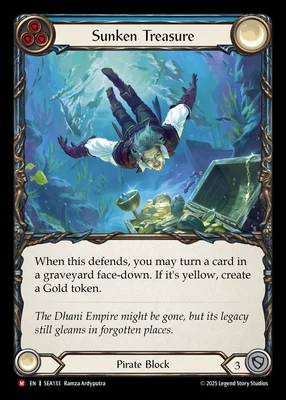 Sunken Treasure
When this defends, you may turn a card in
a graveyard face-down. If it's yellow, create
a Gold token.
The Dhani Empire might be gone, but its legacy
still gleams in forgotten places.
Pirate Block
3
M EN | SEA133 Ramza Ardyputra
©2025 Legend Story Studios